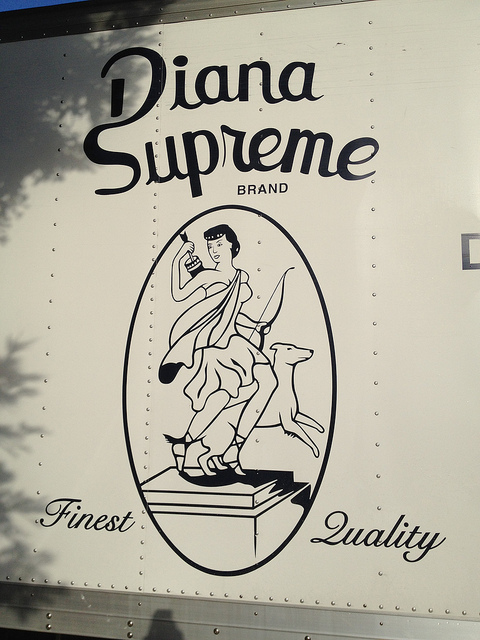 Diana
Supreme
BRAND
Finest Quality